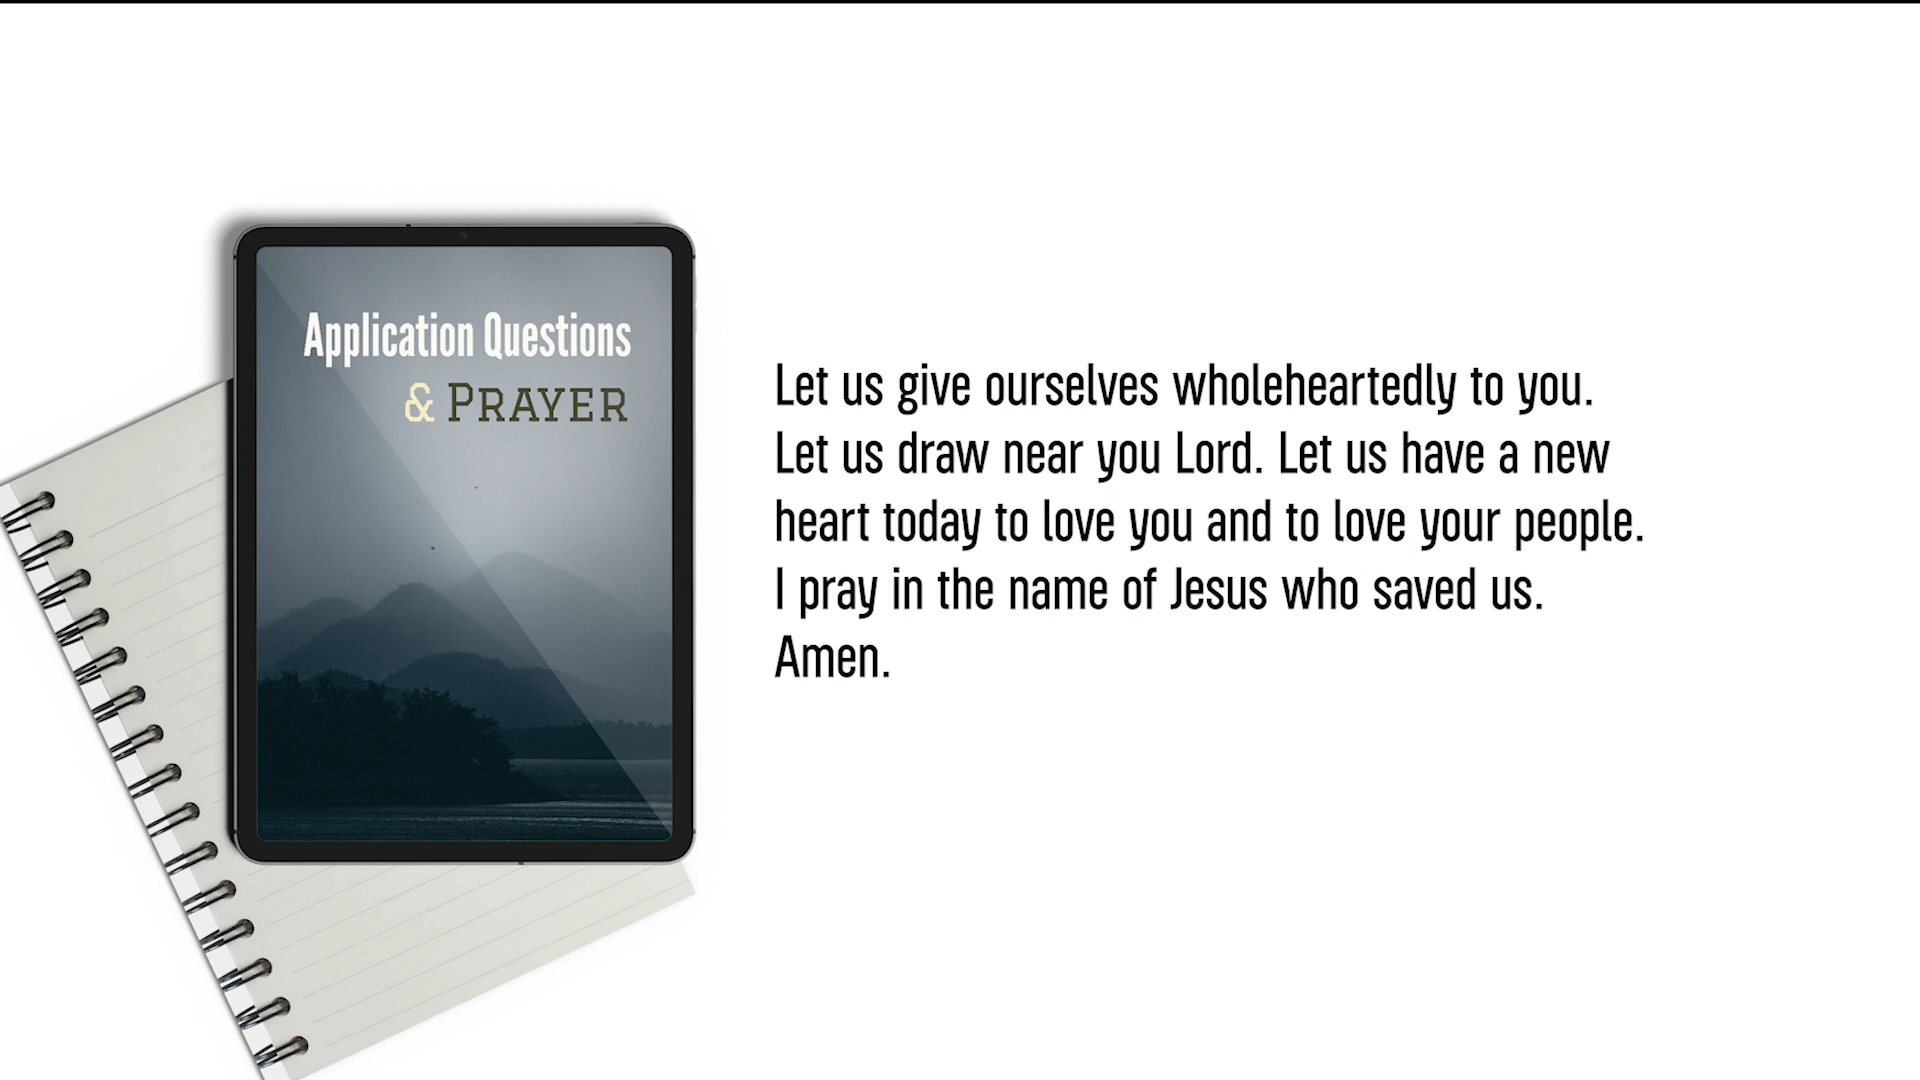 Application Questions
& PRAYER
Let us give ourselves wholeheartedly to you.
Let us draw near you Lord. Let us have a new
heart today to love you and to love your people.
I pray in the name of Jesus who saved us.
Amen.